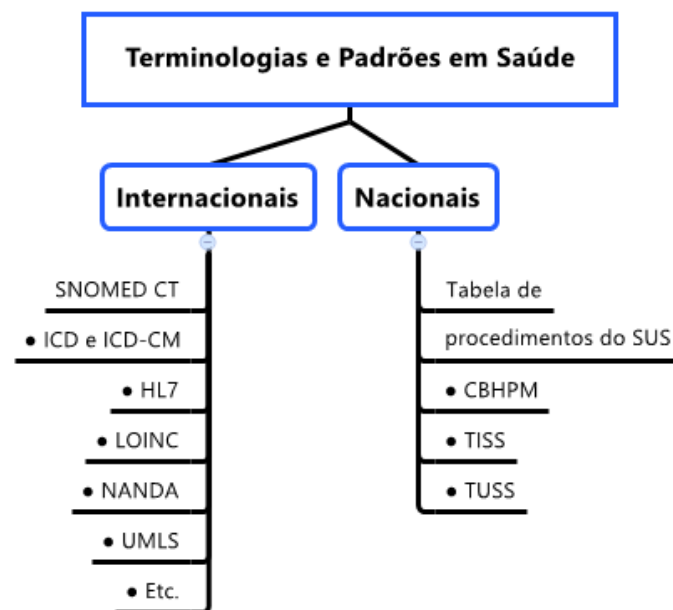 Terminologias e Padrões em Saúde
Internacionais
SNOMED CT
• ICD e ICD-CM
• HL7
• LOINC
• NANDA
• UMLS
• Etc.
Nacionais
Tabela de
procedimentos do SUS
• CBHPM
• TISS
• TUSS